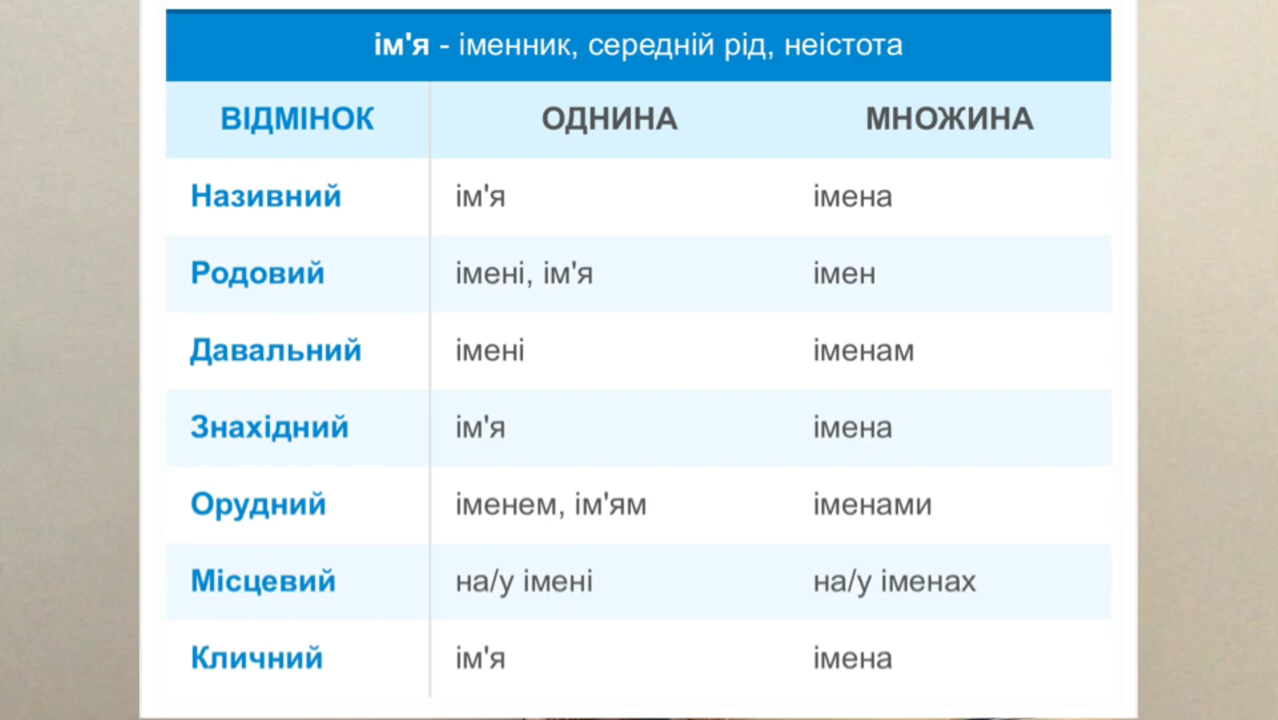 ім'я - іменник, середній рід, неістота
ВІДМІНОК ОДНИНА МНОЖИНА
Називний ім'я імена
Родовий імені, ім'я імен
Давальний імені іменам
Знахідний ім'я імена
Орудний іменем, ім'ям іменами
Місцевий на/у імені на/у іменах
Кличний ім'я імена